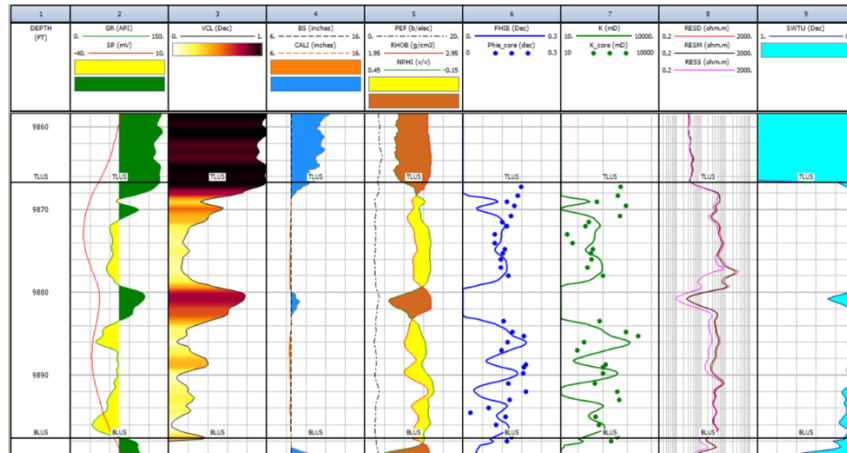 1 2 3 4 5 6 7 8 9
DEPTH (FT)
GR (API)
0. 150.
SP (mV)
-40. 10.
VCL (Dec)
0. 1.
BS (inches)
6. 16.
CALI (inches)
6. 16.
PEF (b/elec)
0. 20.
RHOB (g/cm3)
1.95 2.95
NPHI (v/v)
0.45 -0.15
PHIE (dec)
0. 0.3
Phie_core (dec)
0 0.3
K (mD)
10. 10000.
K_core (mD)
10 10000
RESD (ohm.m)
0.2 2000.
RESM (ohm.m)
0.2 2000.
RESS (ohm.m)
0.2 2000.
SWTU (Dec)
1.
9860
TLUS TLUS TLUS TLUS TLUS TLUS TLUS TLUS TLUS
9870
9880
9890
BLUS BLUS BLUS BLUS BLUS BLUS BLUS BLUS BLUS